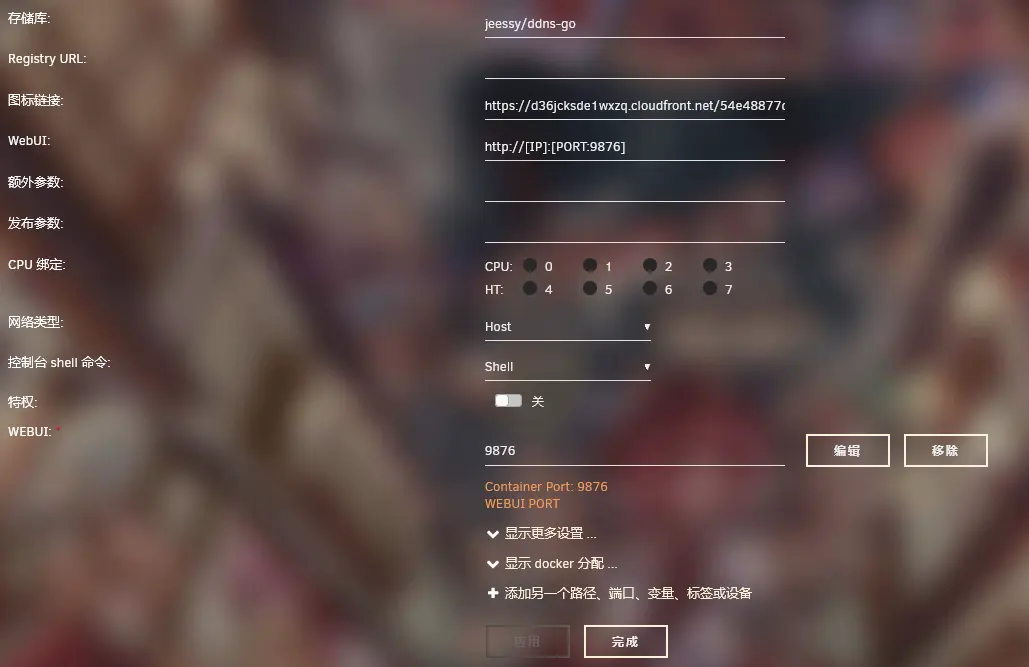 存储库: jeessy/ddns-go
Registry URL:
图标链接: https://d36jcksde1wxzq.cloudfront.net/54e48877c
WebUI: http://[IP]:[PORT:9876]
额外参数:
发布参数:
CPU 绑定: CPU: 0 1 2 3
HT: 4 5 6 7
网络类型: Host
控制台 shell 命令: Shell
特权: 关
WEBUI: *
9876 编辑 移除
Container Port: 9876
WEBUI PORT
显示更多设置 ...
显示 docker 分配 ...
添加另一个路径、端口、变量、标签或设备
应用 完成